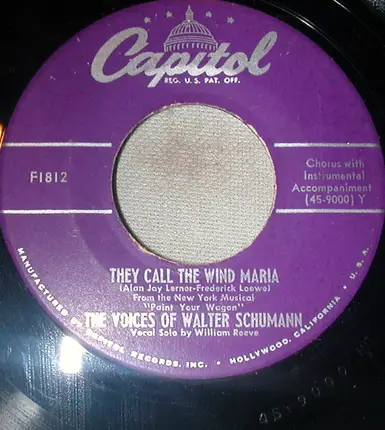 Capitol
REG. U.S. PAT. OFF.
F1812
Chorus with
Instrumental
Accompaniment
(45-9000) Y
THEY CALL THE WIND MARIA
(Alan Jay Lerner-Frederick Loewe)
From the New York Musical
"Paint Your Wagon"
THE VOICES OF WALTER SCHUMANN
Vocal Solo by William Reeve
MANUFACTURED BY CAPITOL RECORDS, INC. • HOLLYWOOD, CALIFORNIA • U.S.A.